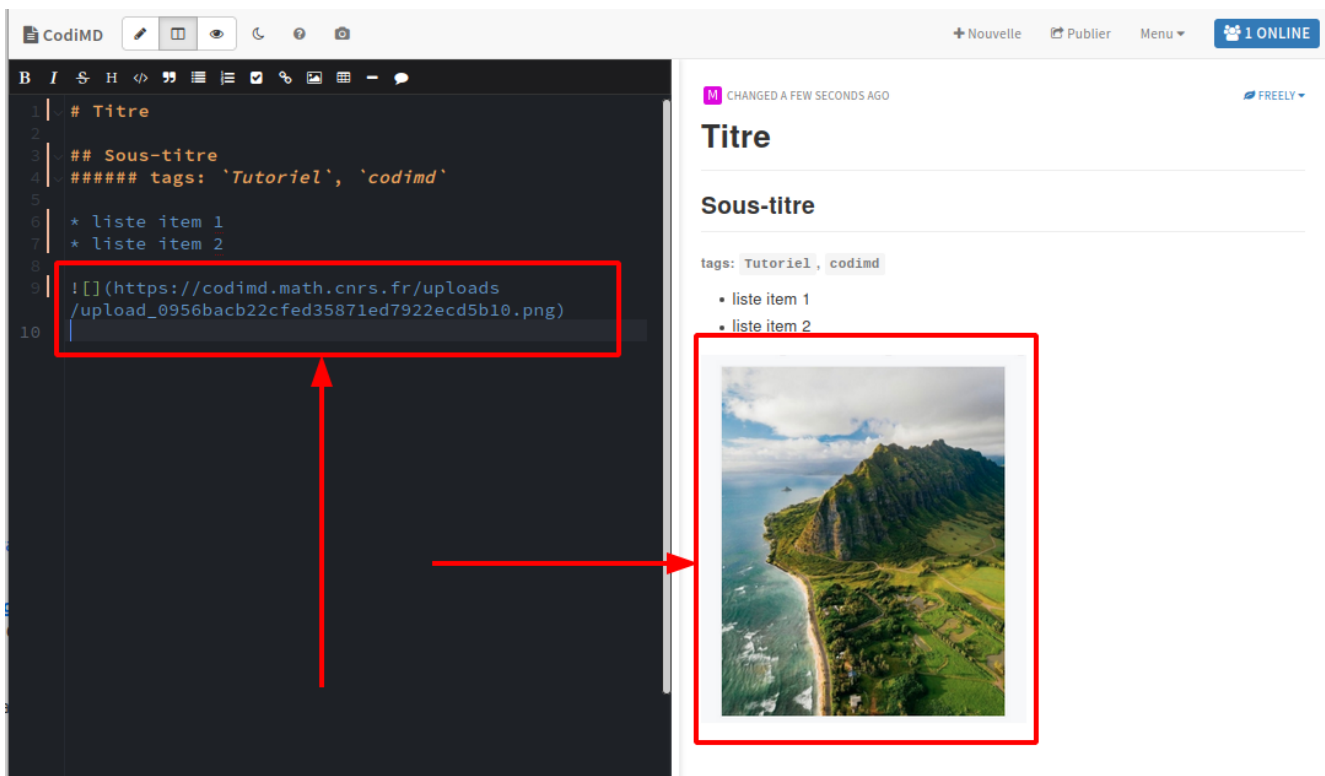 CodiMD
+ Nouvelle
Publier
Menu
1 ONLINE
B I S H </>
1 # Titre
2
3 ## Sous-titre
4 ###### tags: `Tutoriel`, `codimd`
5
6 * liste item 1
7 * liste item 2
8
9 ![](https://codimd.math.cnrs.fr/uploads
/upload_0956bacb22cfed35871ed7922ecd5b10.png)
10
M CHANGED A FEW SECONDS AGO
FREELY
Titre
Sous-titre
tags: Tutoriel, codimd
• liste item 1
• liste item 2